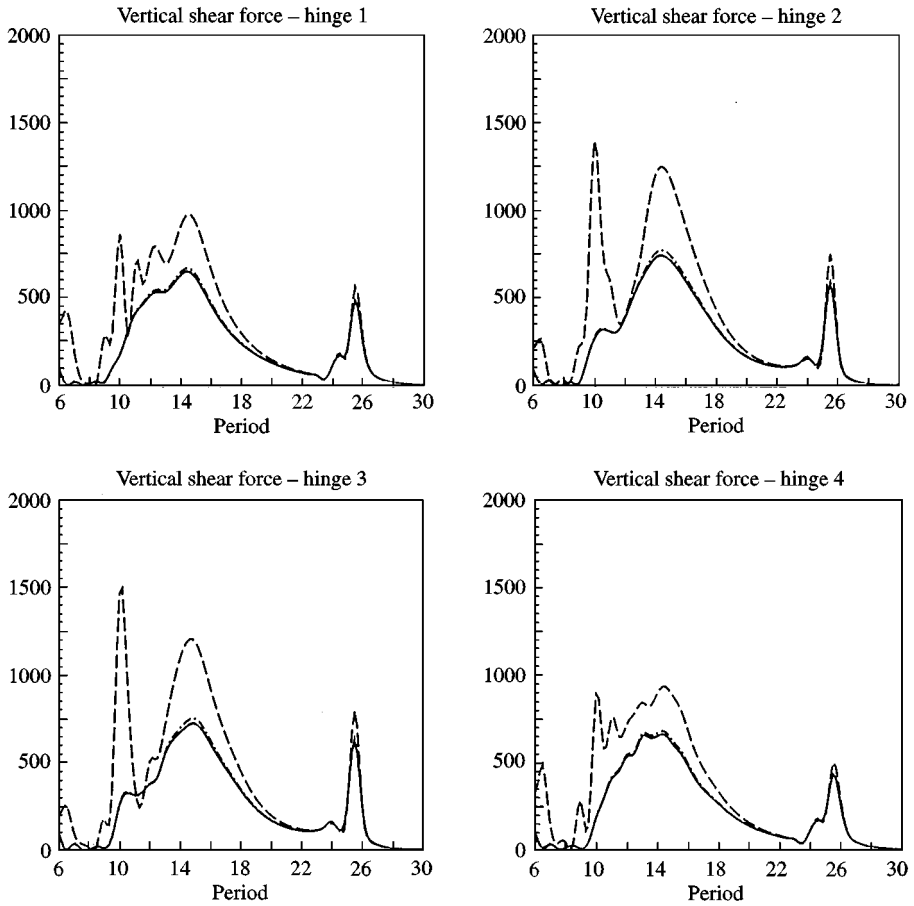 Vertical shear force – hinge 1
2000
1500
1000
500
0
6 10 14 18 22 26 30
Period
Vertical shear force – hinge 2
2000
1500
1000
500
0
6 10 14 18 22 26 30
Period
Vertical shear force – hinge 3
2000
1500
1000
500
0
6 10 14 18 22 26 30
Period
Vertical shear force – hinge 4
2000
1500
1000
500
0
6 10 14 18 22 26 30
Period